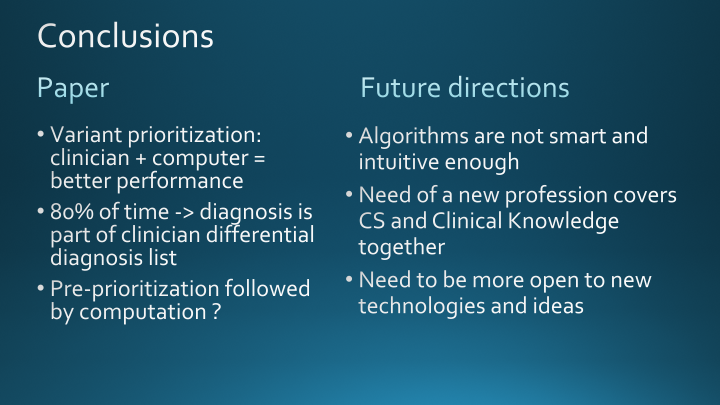 Conclusions
Paper
• Variant prioritization:
clinician + computer =
better performance
• 80% of time -> diagnosis is
part of clinician differential
diagnosis list
• Pre-prioritization followed
by computation ?
Future directions
• Algorithms are not smart and
intuitive enough
• Need of a new profession covers
CS and Clinical Knowledge
together
• Need to be more open to new
technologies and ideas